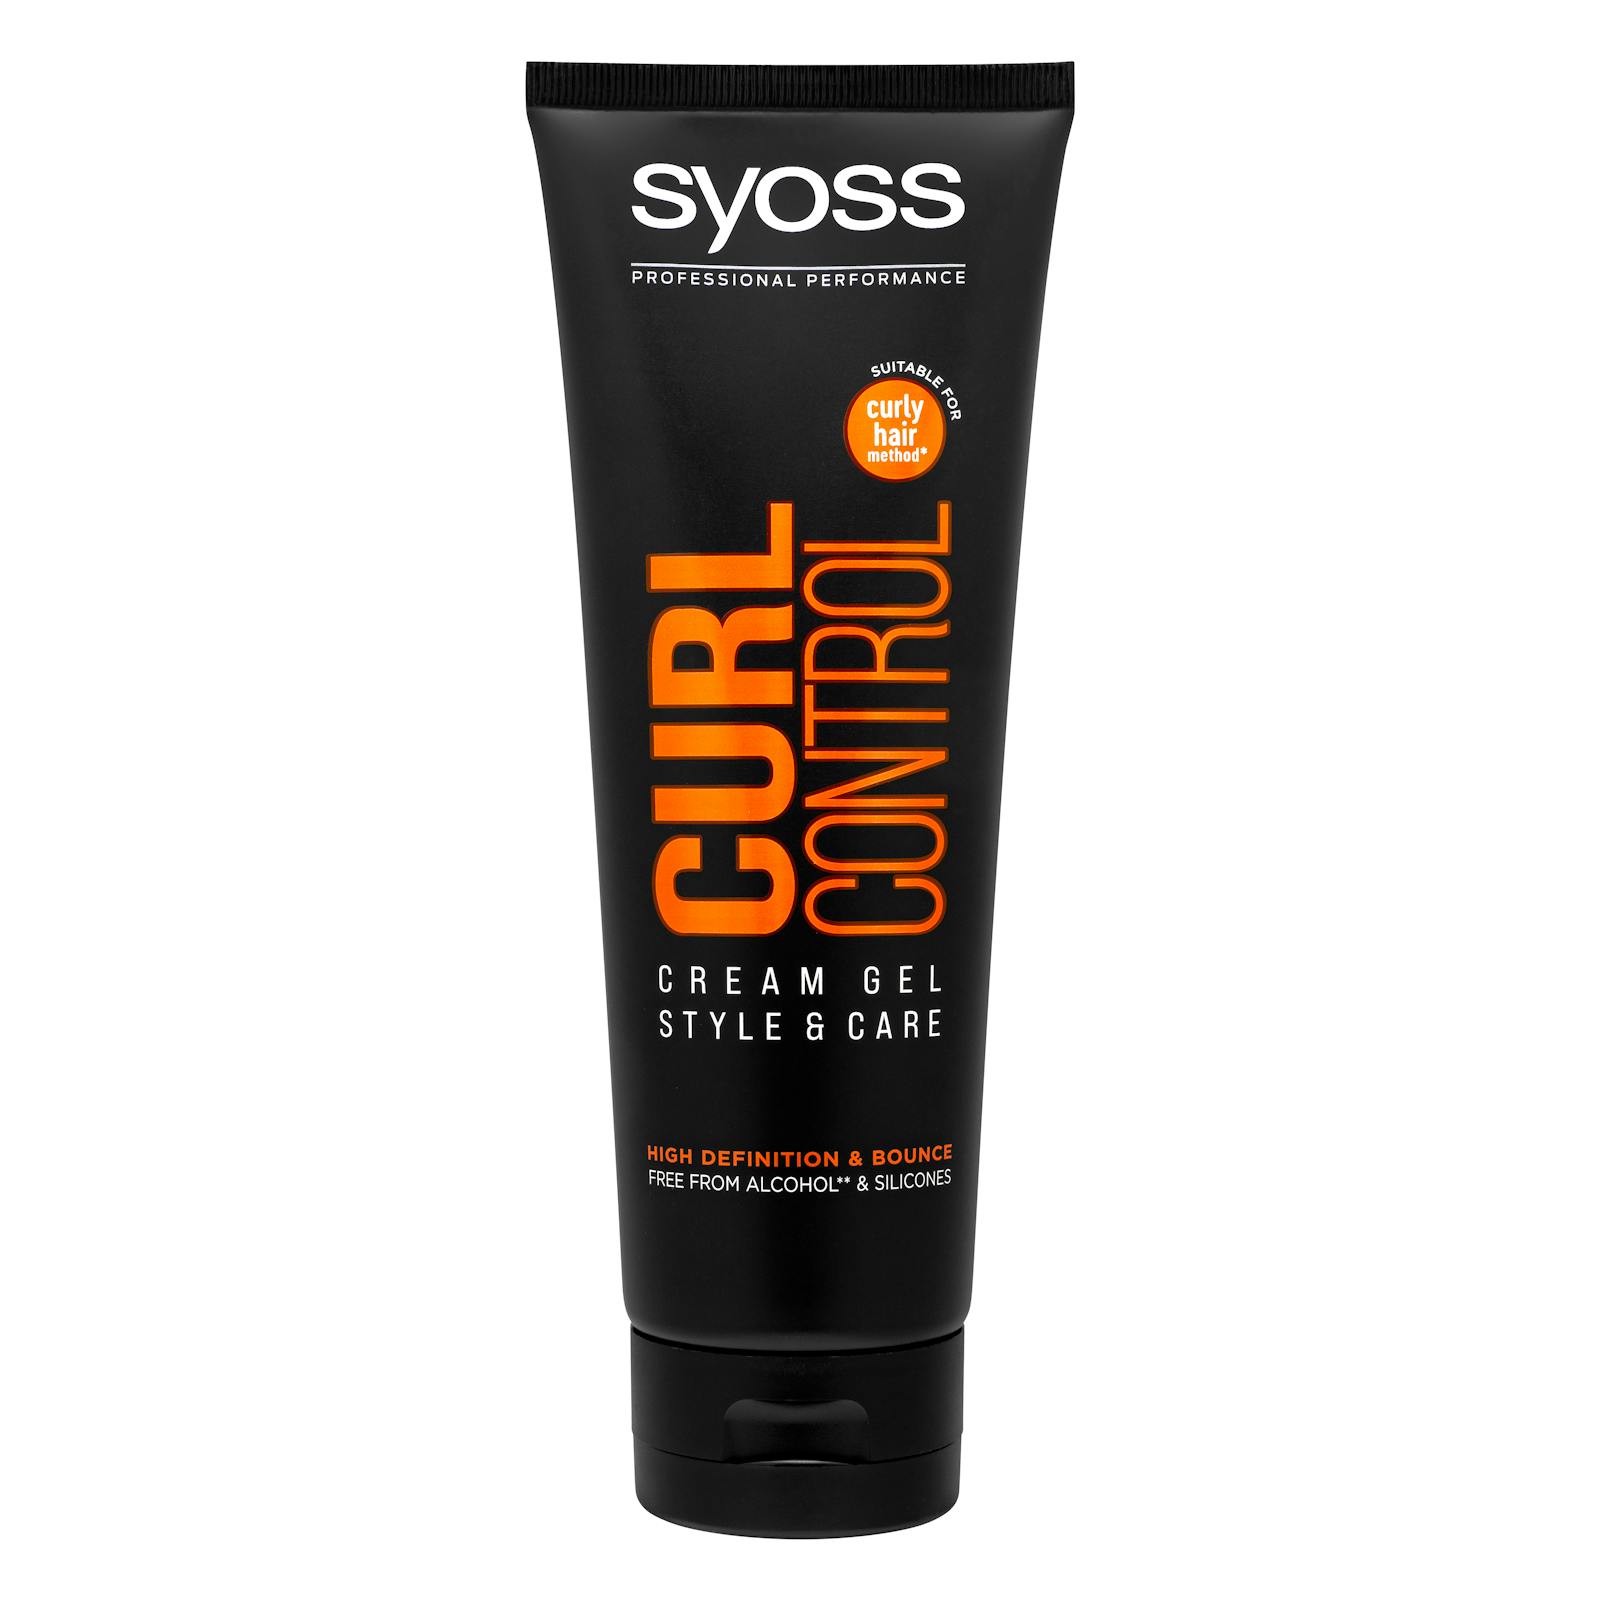 syoss
PROFESSIONAL PERFORMANCE
SUITABLE FOR
curly
hair
method*
CURL
CONTROL
CREAM GEL
STYLE & CARE
HIGH DEFINITION & BOUNCE
FREE FROM ALCOHOL** & SILICONES